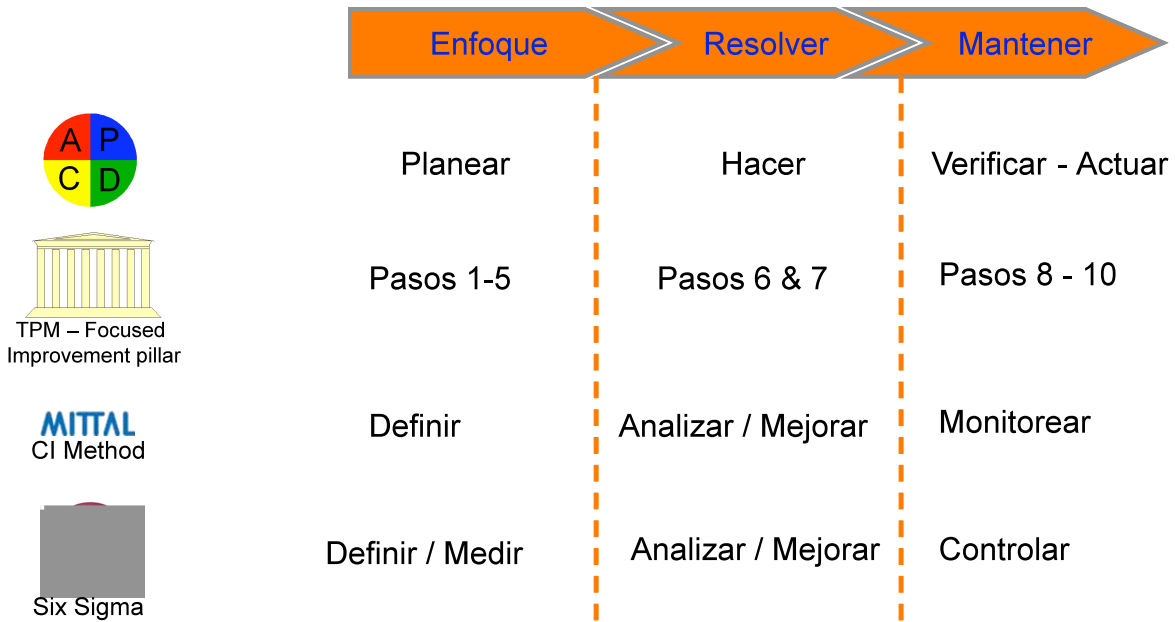 Enfoque Resolver Mantener
A P
C D
Planear Hacer Verificar - Actuar
TPM – Focused
Improvement pillar
Pasos 1-5 Pasos 6 & 7 Pasos 8 - 10
MITTAL
CI Method
Definir Analizar / Mejorar Monitorear
Six Sigma
Definir / Medir Analizar / Mejorar Controlar